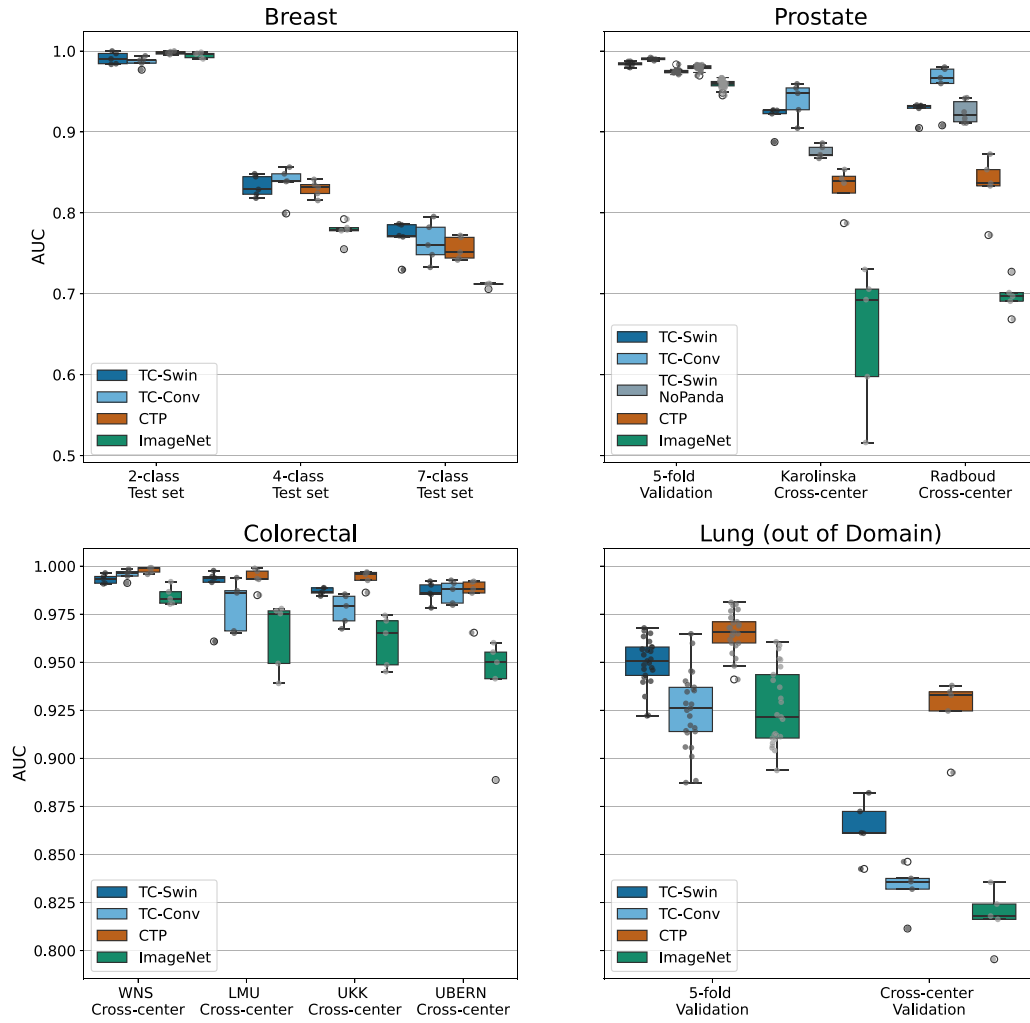 Breast
AUC
1.0
0.9
0.8
0.7
0.6
0.5
TC-Swin
TC-Conv
CTP
ImageNet
2-class
Test set
4-class
Test set
7-class
Test set
Prostate
TC-Swin
TC-Conv
TC-Swin
NoPanda
CTP
ImageNet
5-fold
Validation
Karolinska
Cross-center
Radboud
Cross-center
Colorectal
AUC
1.000
0.975
0.950
0.925
0.900
0.875
0.850
0.825
0.800
TC-Swin
TC-Conv
CTP
ImageNet
WNS
Cross-center
LMU
Cross-center
UKK
Cross-center
UBERN
Cross-center
Lung (out of Domain)
TC-Swin
TC-Conv
CTP
ImageNet
5-fold
Validation
Cross-center
Validation